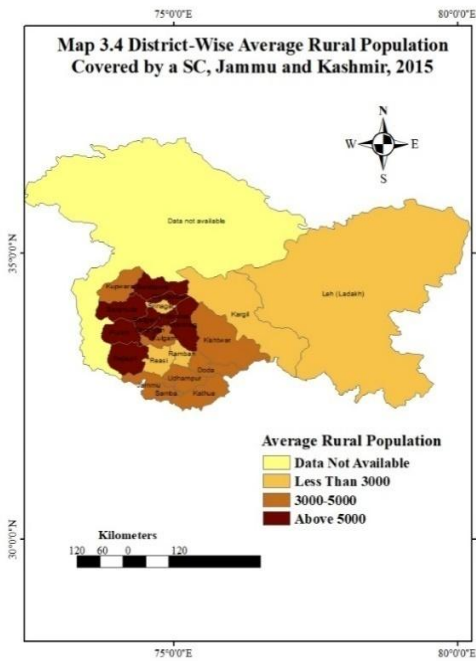 75°0'0"E
80°0'0"E
Map 3.4 District-Wise Average Rural Population
Covered by a SC, Jammu and Kashmir, 2015
N
W
E
S
Data not available
35°0'0"N
Leh (Ladakh)
Kupwara
Kargil
Kishtwar
Ramban
Reasi
Doda
Udhampur
Jammu
Samba
Kathua
Average Rural Population
Data Not Available
Less Than 3000
3000-5000
Above 5000
Kilometers
120 60 0 120
30°0'0"N
75°0'0"E
80°0'0"E